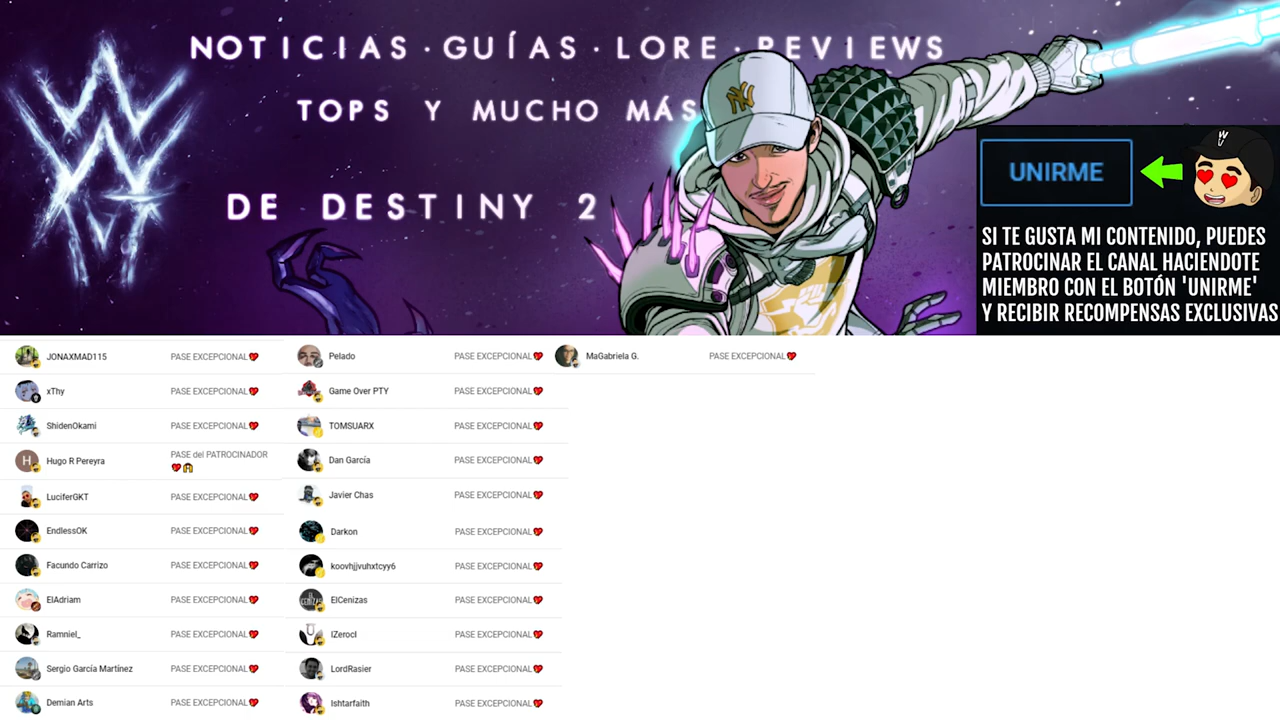 NOTICIAS · GUÍAS · LORE · REVIEWS
TOPS Y MUCHO MÁS
DE DESTINY 2
UNIRME
SI TE GUSTA MI CONTENIDO, PUEDES
PATROCINAR EL CANAL HACIENDOTE
MIEMBRO CON EL BOTÓN 'UNIRME'
Y RECIBIR RECOMPENSAS EXCLUSIVAS
JONAXMAD115 PASE EXCEPCIONAL
xThy PASE EXCEPCIONAL
ShidenOkami PASE EXCEPCIONAL
H Hugo R Pereyra PASE del PATROCINADOR
LuciferGKT PASE EXCEPCIONAL
EndlessOK PASE EXCEPCIONAL
Facundo Carrizo PASE EXCEPCIONAL
ElAdriam PASE EXCEPCIONAL
Ramniel_ PASE EXCEPCIONAL
Sergio García Martínez PASE EXCEPCIONAL
Demian Arts PASE EXCEPCIONAL
Pelado PASE EXCEPCIONAL
Game Over PTY PASE EXCEPCIONAL
TOMSUARX PASE EXCEPCIONAL
Dan García PASE EXCEPCIONAL
Javier Chas PASE EXCEPCIONAL
Darkon PASE EXCEPCIONAL
koovhjjvuhxtcyy6 PASE EXCEPCIONAL
ElCenizas PASE EXCEPCIONAL
IZerocI PASE EXCEPCIONAL
LordRasier PASE EXCEPCIONAL
Ishtarfaith PASE EXCEPCIONAL
MaGabriela G. PASE EXCEPCIONAL